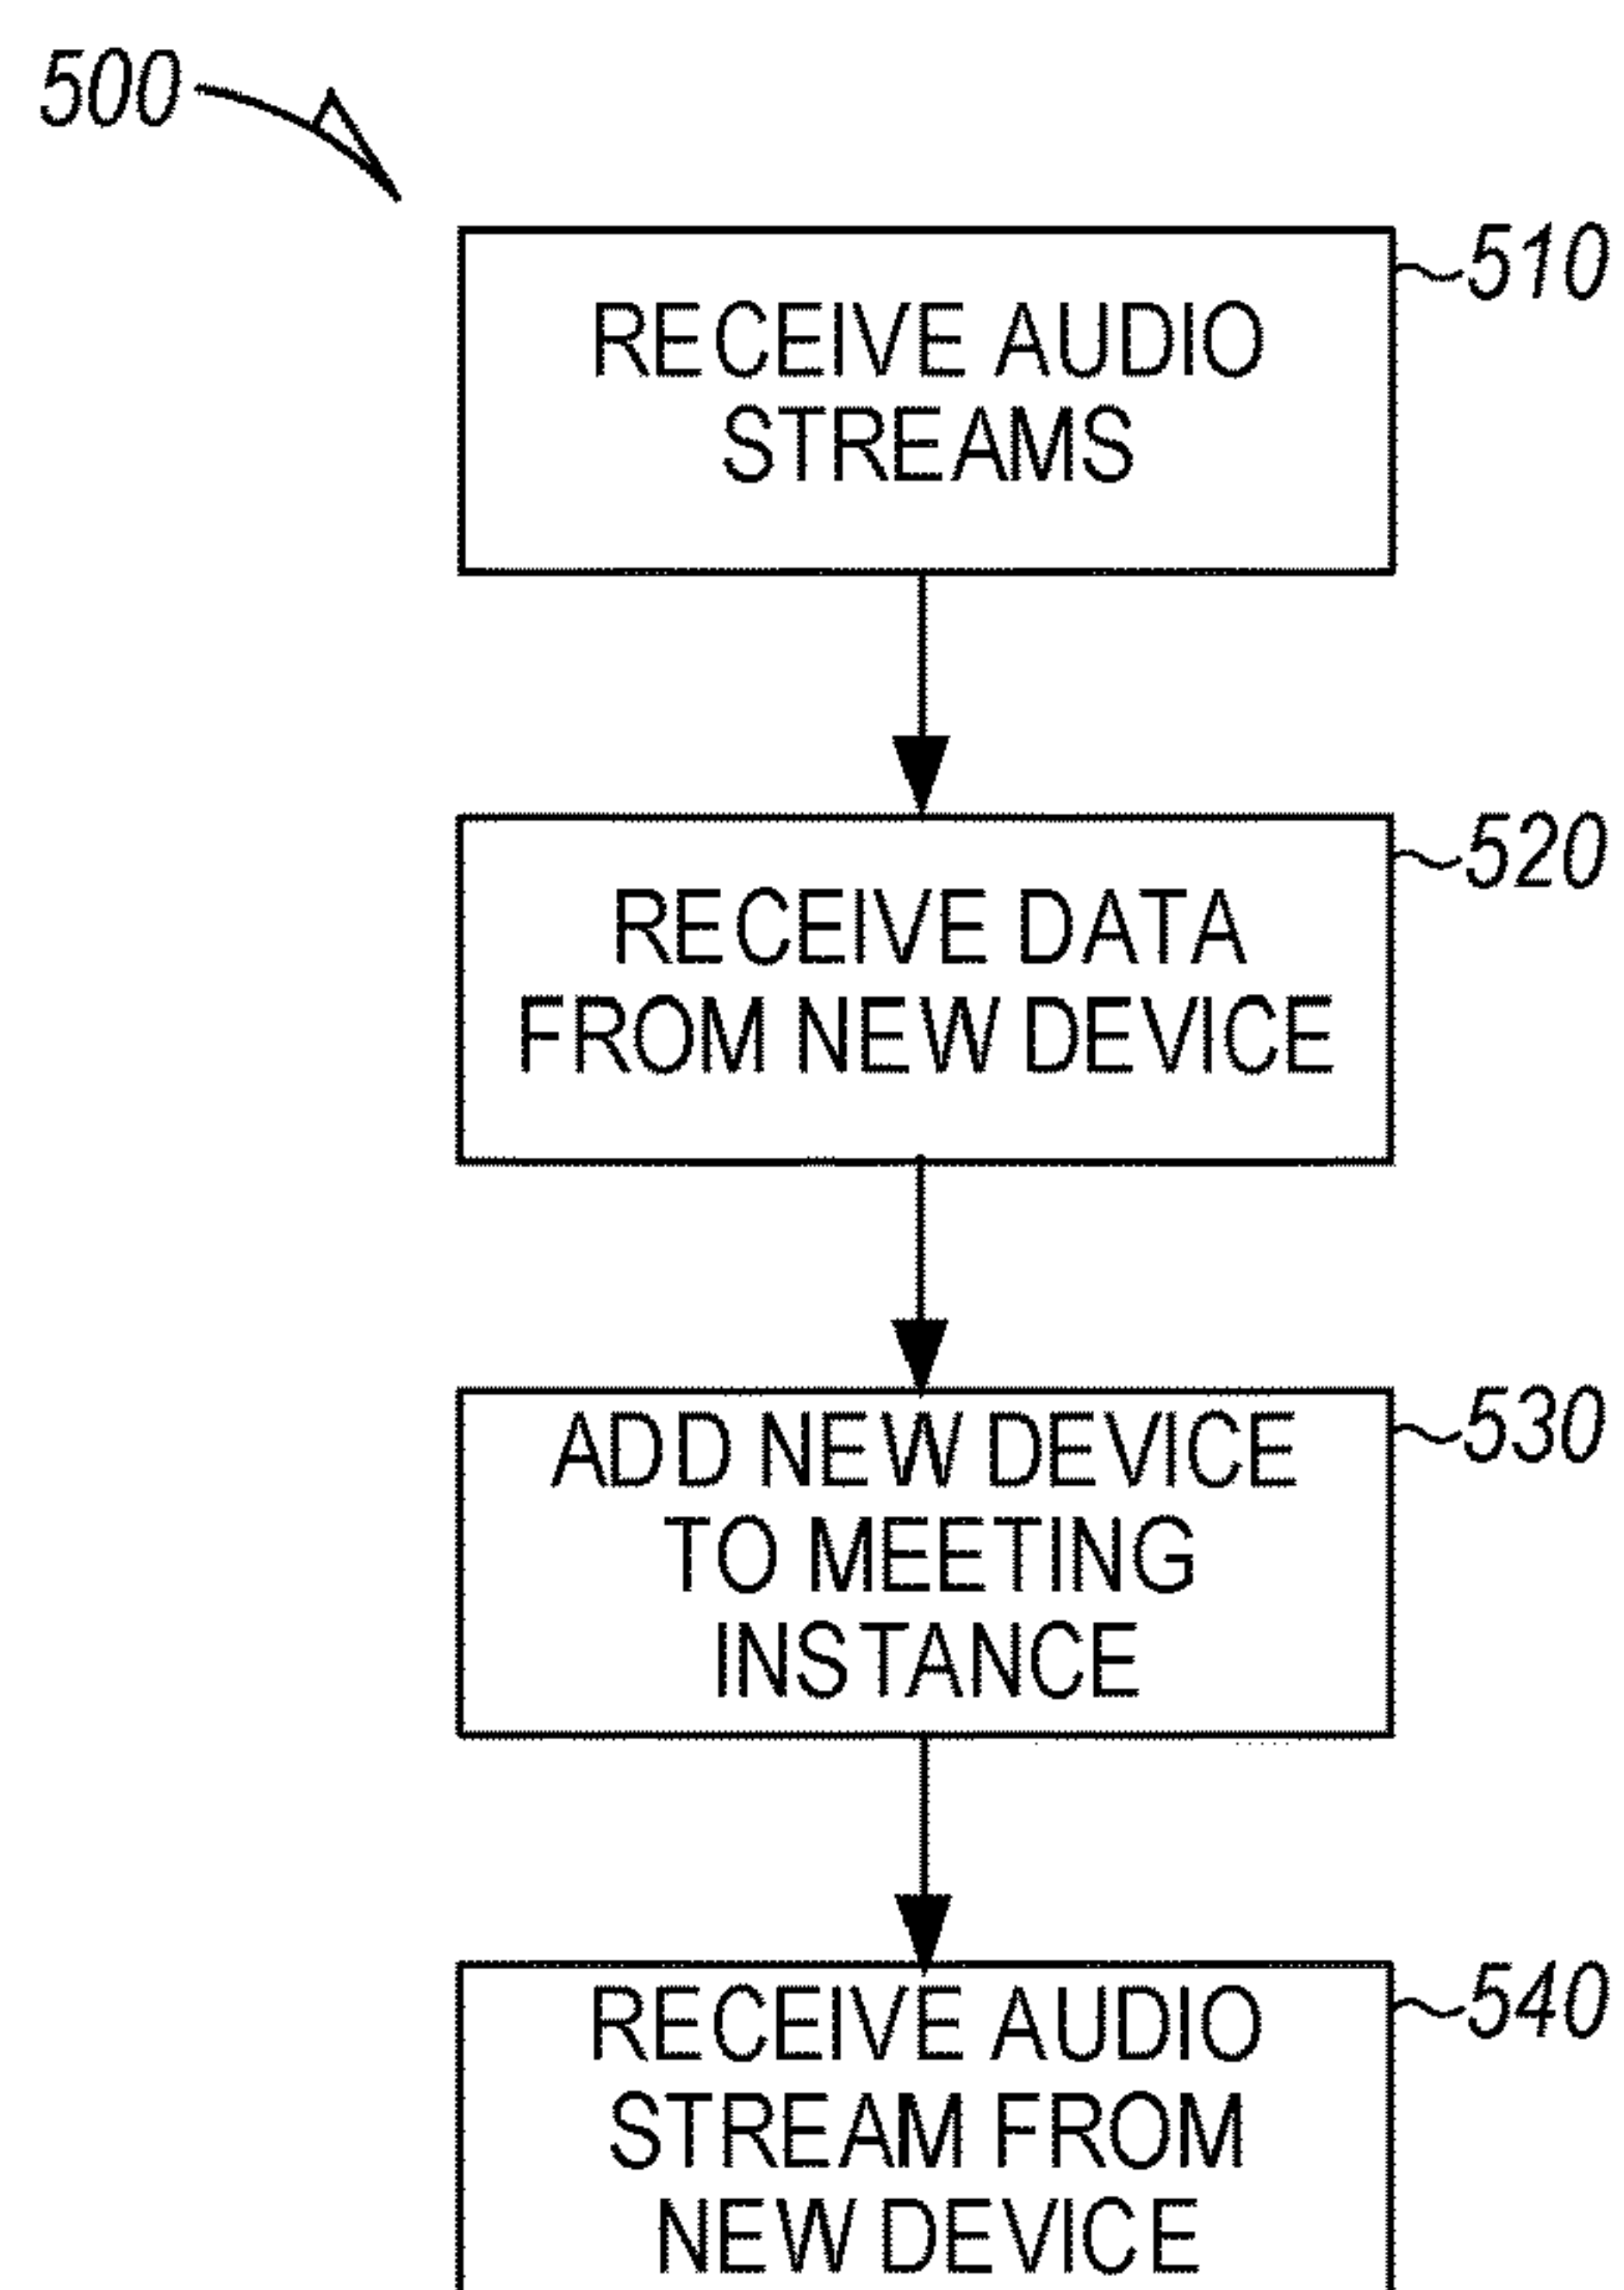 500
510
RECEIVE AUDIO
STREAMS
520
RECEIVE DATA
FROM NEW DEVICE
530
ADD NEW DEVICE
TO MEETING
INSTANCE
540
RECEIVE AUDIO
STREAM FROM
NEW DEVICE